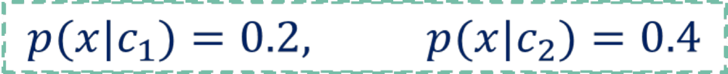 p(x|c₁) = 0.2, p(x|c₂) = 0.4